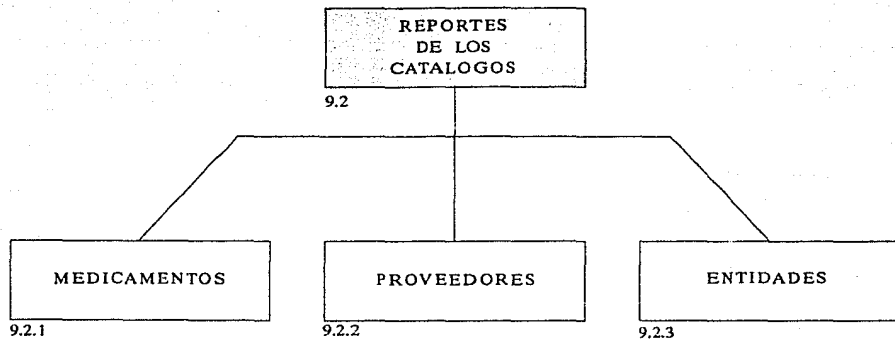 REPORTES
DE LOS
CATALOGOS
9.2
MEDICAMENTOS
PROVEEDORES
ENTIDADES
9.2.1
9.2.2
9.2.3